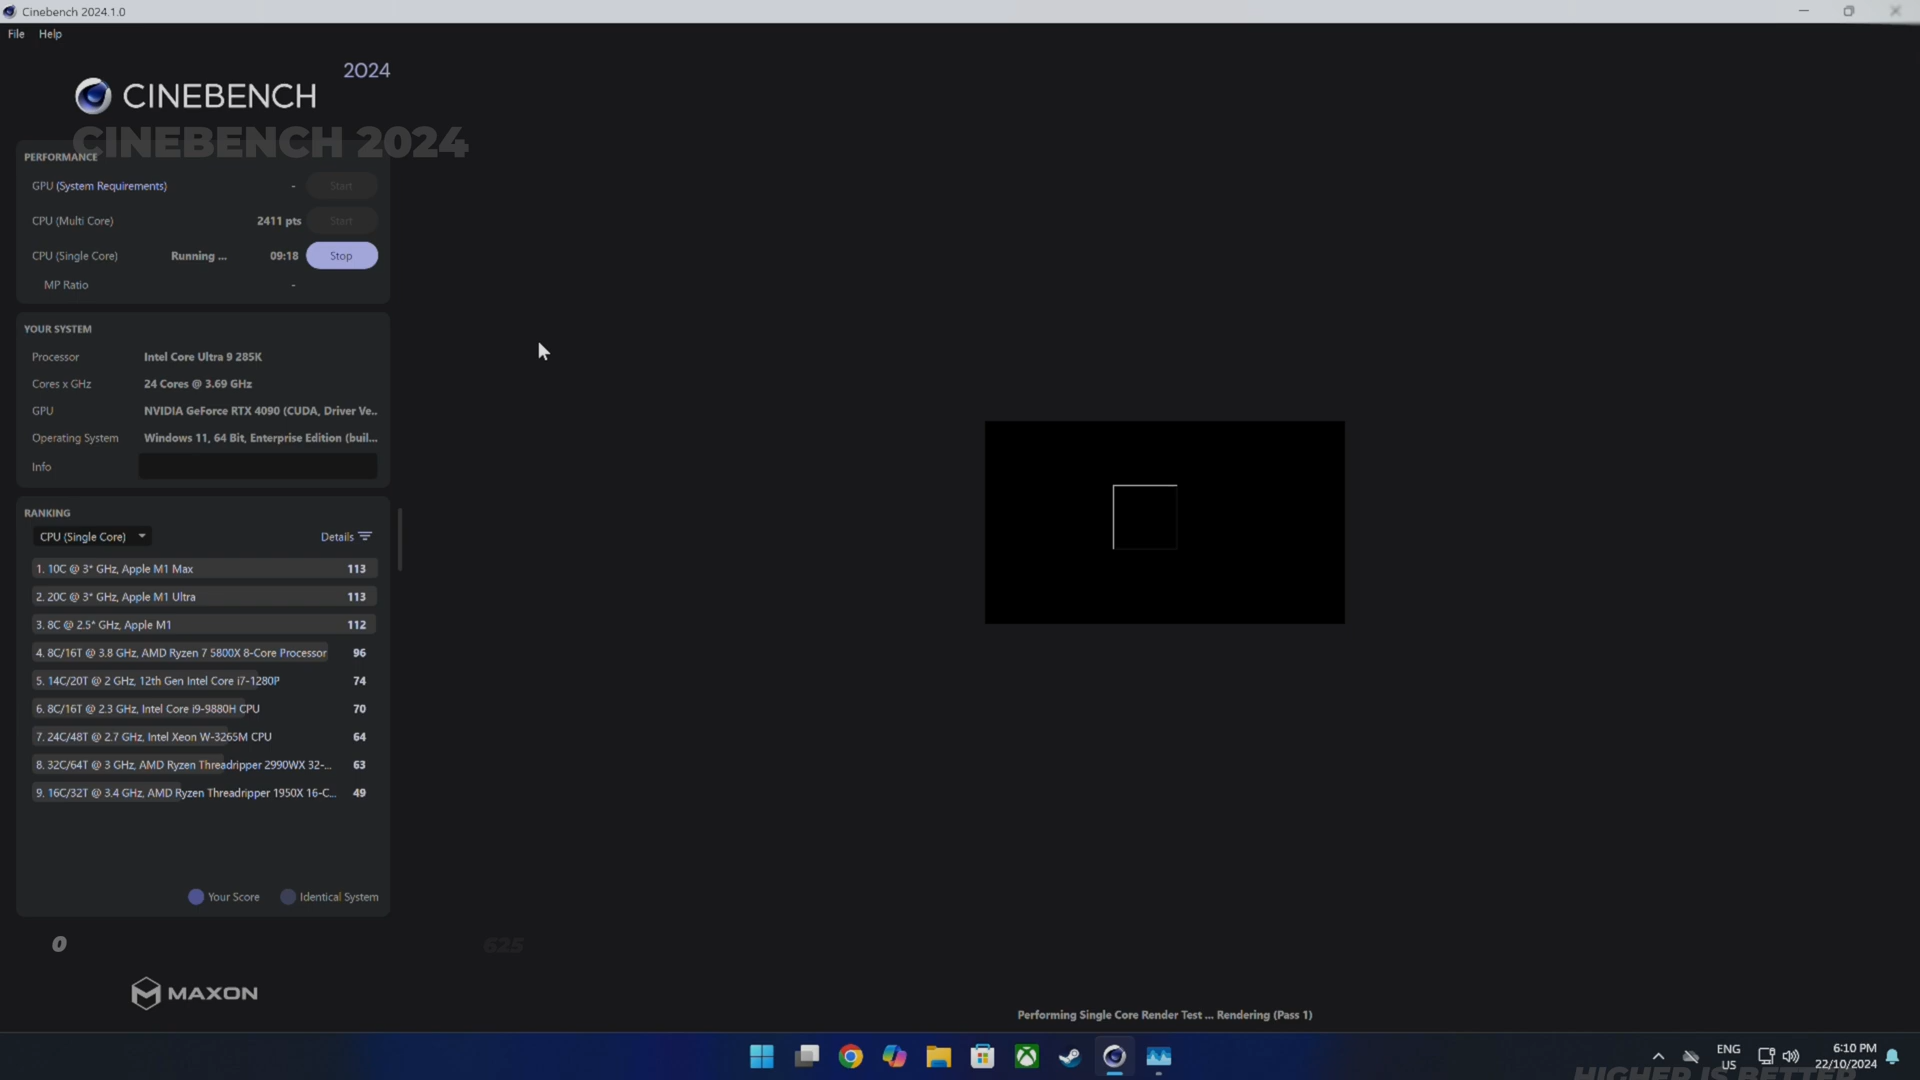 Cinebench 2024.1.0
File Help
2024
CINEBENCH
CINEBENCH 2024
PERFORMANCE
GPU (System Requirements) - Start
CPU (Multi Core) 2411 pts Start
CPU (Single Core) Running ... 09:18 Stop
MP Ratio -
YOUR SYSTEM
Processor Intel Core Ultra 9 285K
Cores x GHz 24 Cores @ 3.69 GHz
GPU NVIDIA GeForce RTX 4090 (CUDA, Driver Ve..
Operating System Windows 11, 64 Bit, Enterprise Edition (buil...
Info
RANKING
CPU (Single Core) Details
1. 10C @ 3* GHz, Apple M1 Max 113
2. 20C @ 3* GHz, Apple M1 Ultra 113
3. 8C @ 2.5* GHz, Apple M1 112
4. 8C/16T @ 3.8 GHz, AMD Ryzen 7 5800X 8-Core Processor 96
5. 14C/20T @ 2 GHz, 12th Gen Intel Core i7-1280P 74
6. 8C/16T @ 2.3 GHz, Intel Core i9-9880H CPU 70
7. 24C/48T @ 2.7 GHz, Intel Xeon W-3265M CPU 64
8. 32C/64T @ 3 GHz, AMD Ryzen Threadripper 2990WX 32-... 63
9. 16C/32T @ 3.4 GHz, AMD Ryzen Threadripper 1950X 16-C... 49
Your Score Identical System
0 625
MAXON
Performing Single Core Render Test ... Rendering (Pass 1)
ENG
US
6:10 PM
22/10/2024
HIGHER IS BETTER